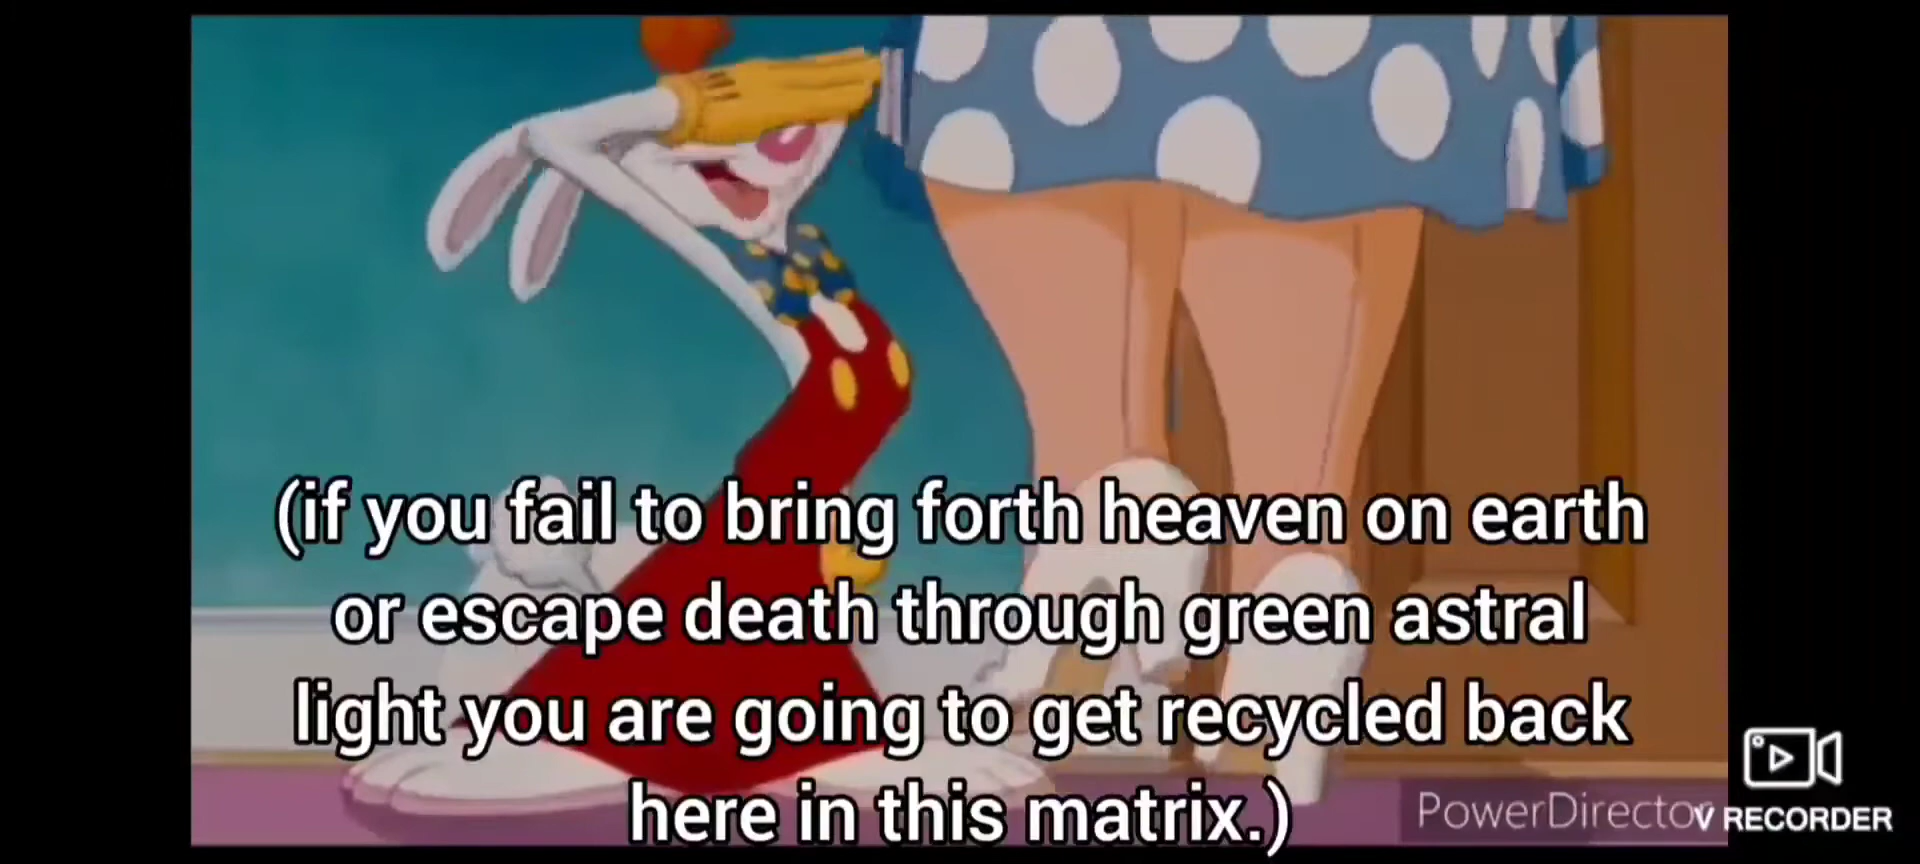 (if you fail to bring forth heaven on earth
or escape death through green astral
light you are going to get recycled back
here in this matrix.)
PowerDirector
V RECORDER